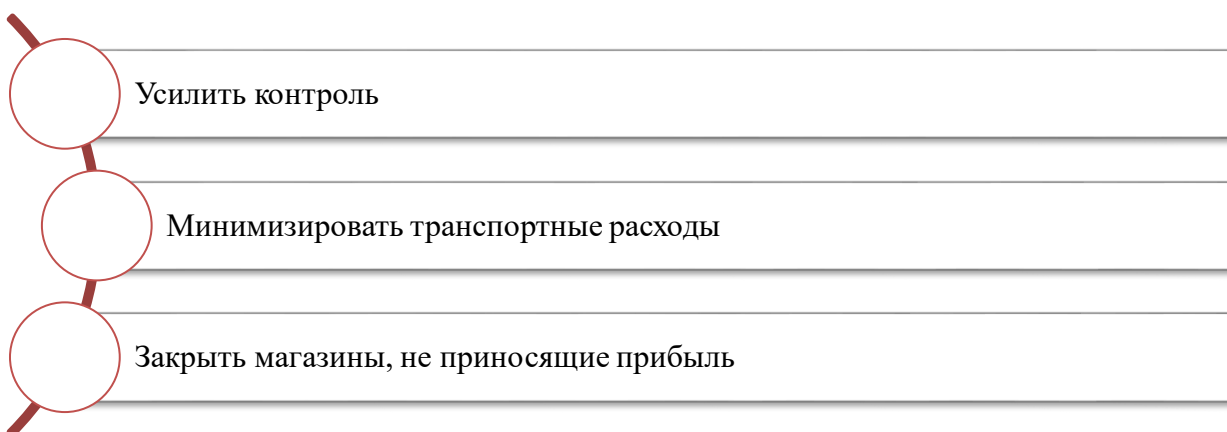 Усилить контроль
Минимизировать транспортные расходы
Закрыть магазины, не приносящие прибыль